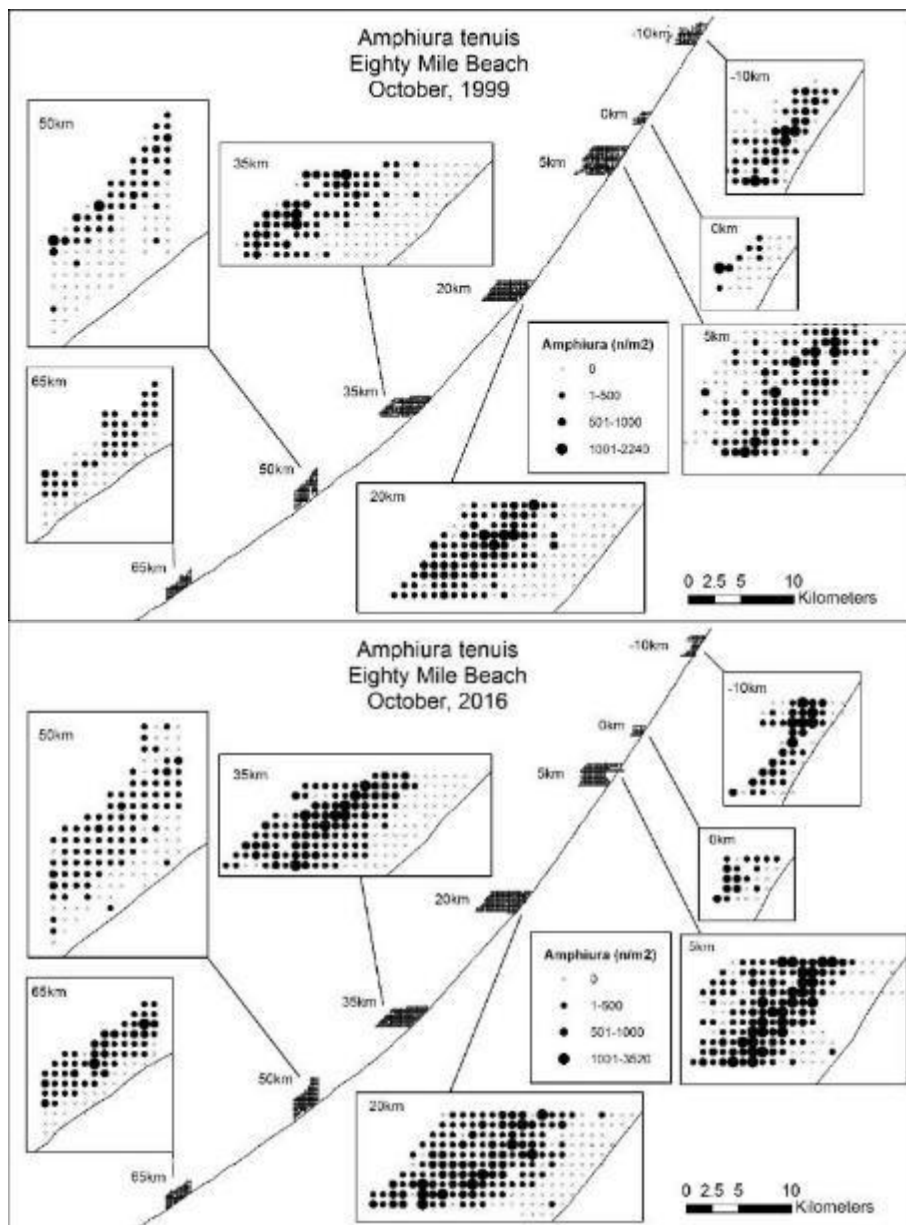 Amphiura tenuis
Eighty Mile Beach
October, 1999
-10km
-10km
0km
50km
35km
5km
0km
20km
5km
Amphiura (n/m2)
0
1-500
501-1000
1001-2240
65km
35km
50km
20km
65km
0 2.5 5 10
Kilometers
Amphiura tenuis
Eighty Mile Beach
October, 2016
-10km
-10km
50km
0km
35km
5km
0km
20km
Amphiura (n/m2)
0
1-500
501-1000
1001-3520
5km
65km
35km
50km
20km
65km
0 2.5 5 10
Kilometers